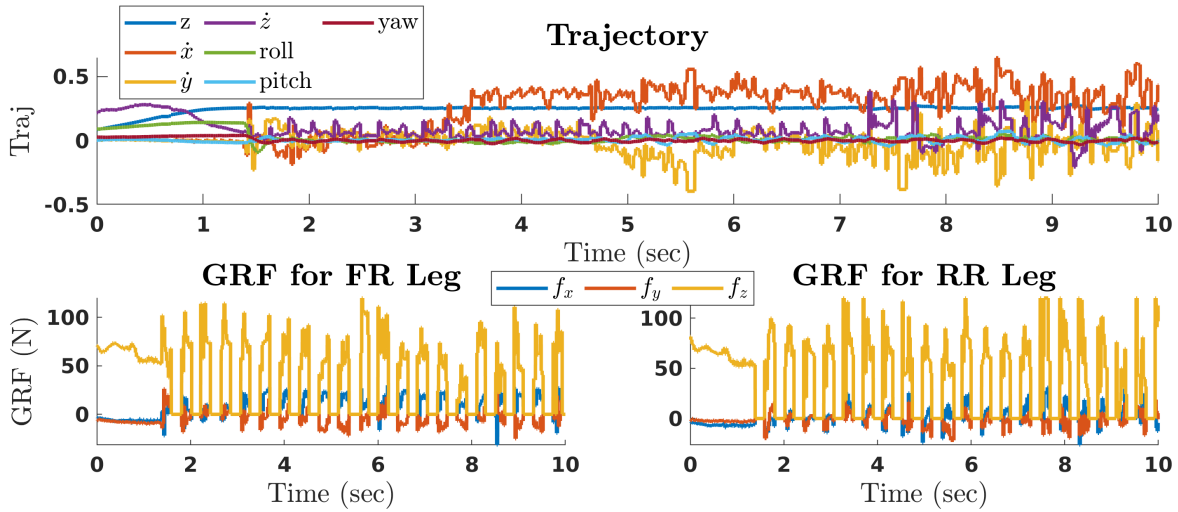 z ż yaw
Trajectory
ẋ roll
ẏ pitch
0.5
0
-0.5
Traj
0 1 2 3 4 5 6 7 8 9 10
Time (sec)
GRF for FR Leg
GRF for RR Leg
f_x f_y f_z
100
50
0
GRF (N)
0 2 4 6 8 10
Time (sec)
100
50
0
0 2 4 6 8 10
Time (sec)